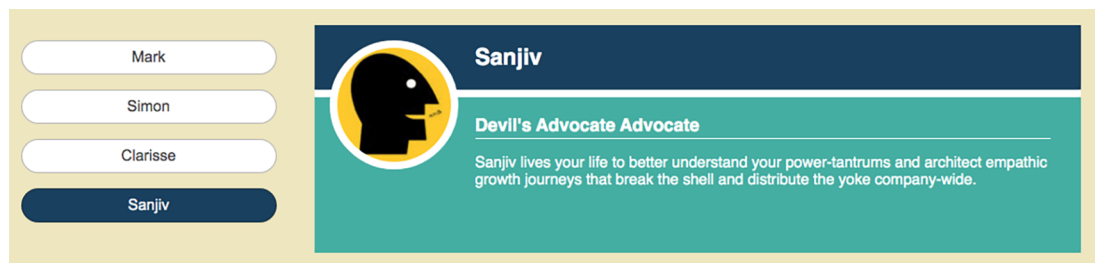 Mark
Simon
Clarisse
Sanjiv
Sanjiv
Devil's Advocate Advocate
Sanjiv lives your life to better understand your power-tantrums and architect empathic
growth journeys that break the shell and distribute the yoke company-wide.